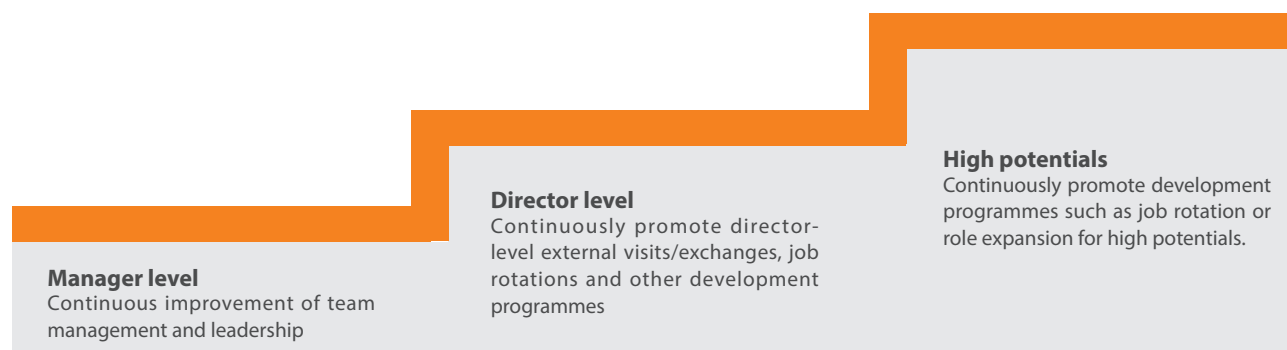 Manager level
Continuous improvement of team
management and leadership
Director level
Continuously promote director-
level external visits/exchanges, job
rotations and other development
programmes
High potentials
Continuously promote development
programmes such as job rotation or
role expansion for high potentials.